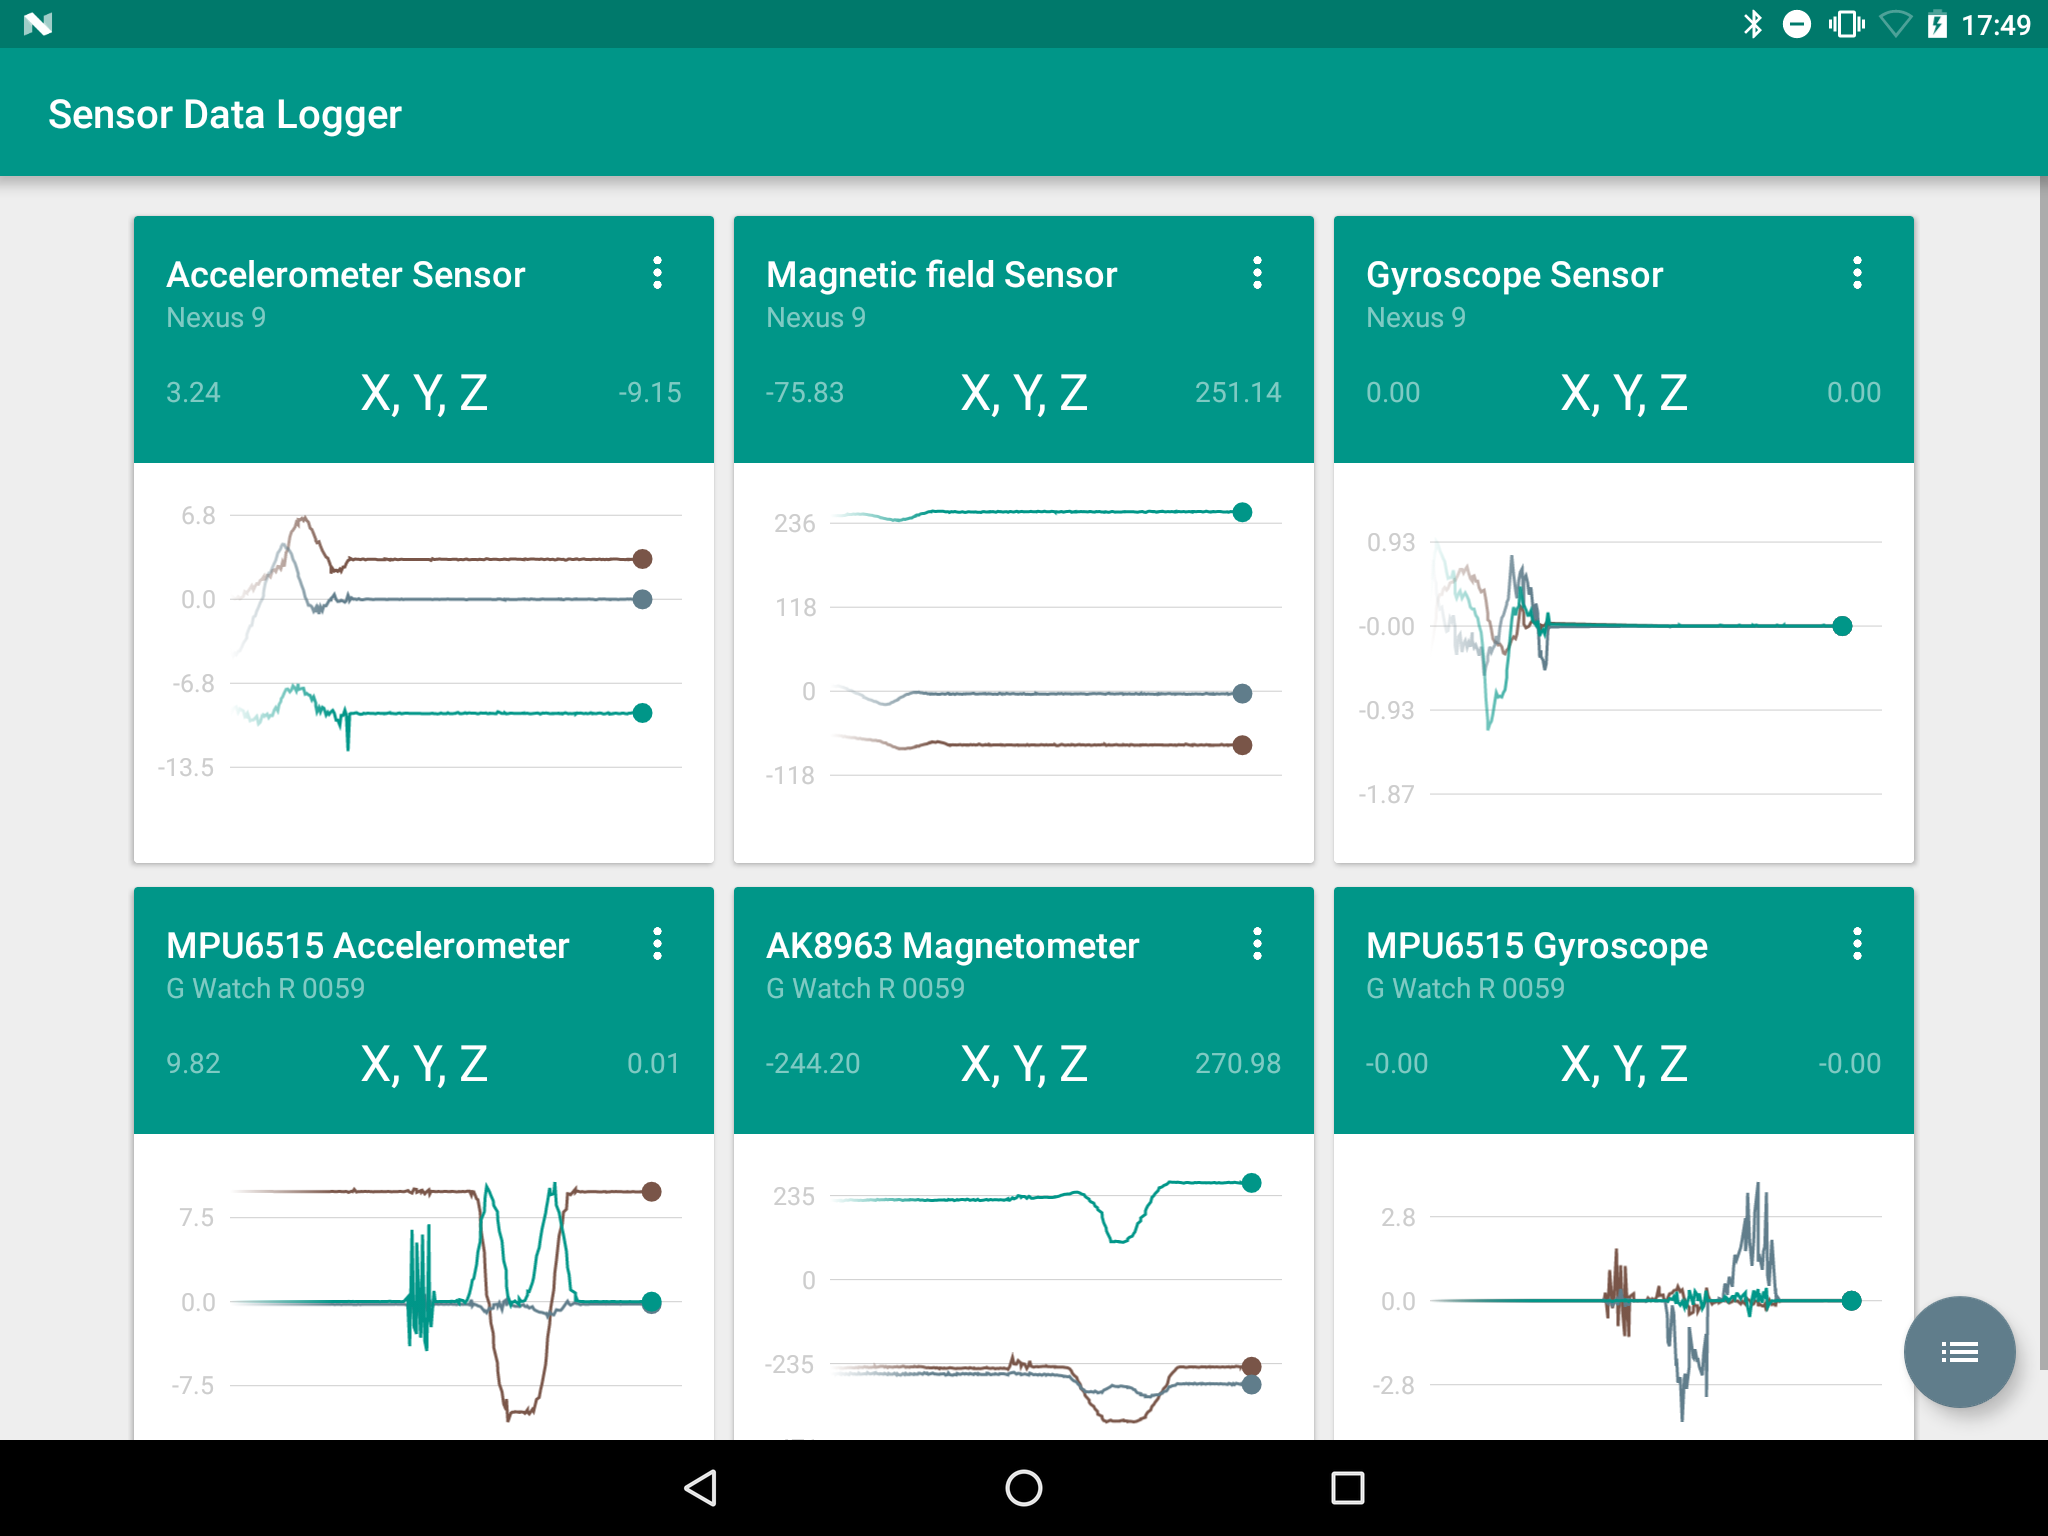 17:49
Sensor Data Logger
Accelerometer Sensor
Nexus 9
3.24 X, Y, Z -9.15
6.8
0.0
-6.8
-13.5
Magnetic field Sensor
Nexus 9
-75.83 X, Y, Z 251.14
236
118
0
-118
Gyroscope Sensor
Nexus 9
0.00 X, Y, Z 0.00
0.93
-0.00
-0.93
-1.87
MPU6515 Accelerometer
G Watch R 0059
9.82 X, Y, Z 0.01
7.5
0.0
-7.5
AK8963 Magnetometer
G Watch R 0059
-244.20 X, Y, Z 270.98
235
0
-235
MPU6515 Gyroscope
G Watch R 0059
-0.00 X, Y, Z -0.00
2.8
0.0
-2.8